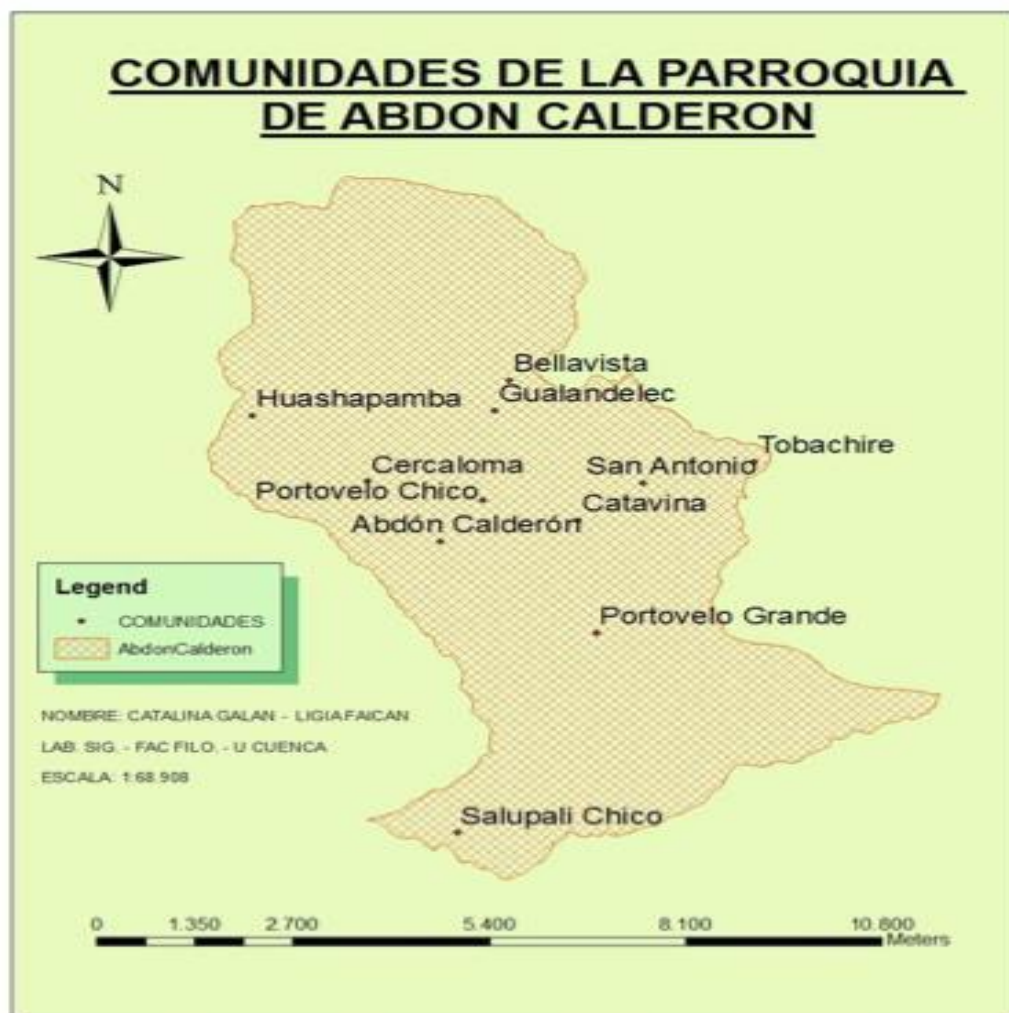 COMUNIDADES DE LA PARROQUIA
DE ABDON CALDERON
N
Bellavista
Gualandelec
Huashapamba
Tobachire
Cercaloma
San Antonio
Portovelo Chico
Catavina
Abdón Calderón
Legend
COMUNIDADES
AbdonCalderon
Portovelo Grande
NOMBRE: CATALINA GALAN - LIGIA FAICAN
LAB. SIG. - FAC FILO. - U CUENCA
ESCALA: 1:68.908
Salupali Chico
0 1.350 2.700 5.400 8.100 10.800
Meters